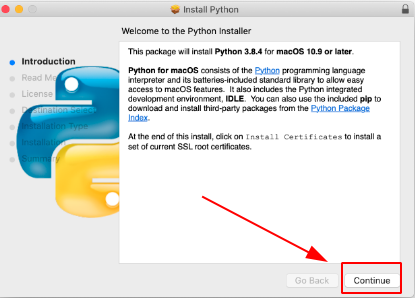 Install Python
Welcome to the Python Installer
Introduction
Read Me
License
Destination Select
Installation Type
Installation
Summary
This package will install Python 3.8.4 for macOS 10.9 or later.
Python for macOS consists of the Python programming language
interpreter and its batteries-included standard library to allow easy
access to macOS features. It also includes the Python integrated
development environment, IDLE. You can also use the included pip to
download and install third-party packages from the Python Package
Index.
At the end of this install, click on Install Certificates to install a
set of current SSL root certificates.
Go Back
Continue